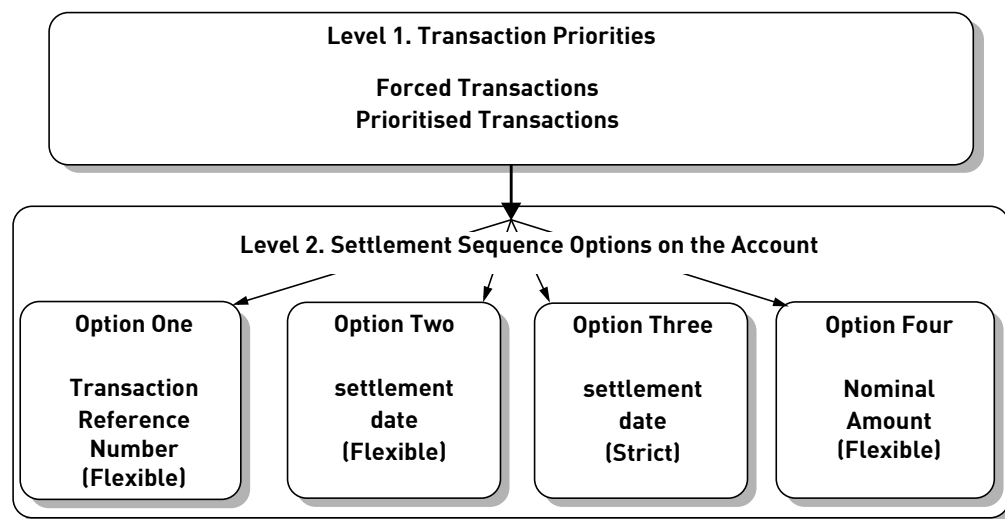 Level 1. Transaction Priorities
Forced Transactions
Prioritised Transactions
Level 2. Settlement Sequence Options on the Account
Option One
Transaction
Reference
Number
(Flexible)
Option Two
settlement
date
(Flexible)
Option Three
settlement
date
(Strict)
Option Four
Nominal
Amount
(Flexible)